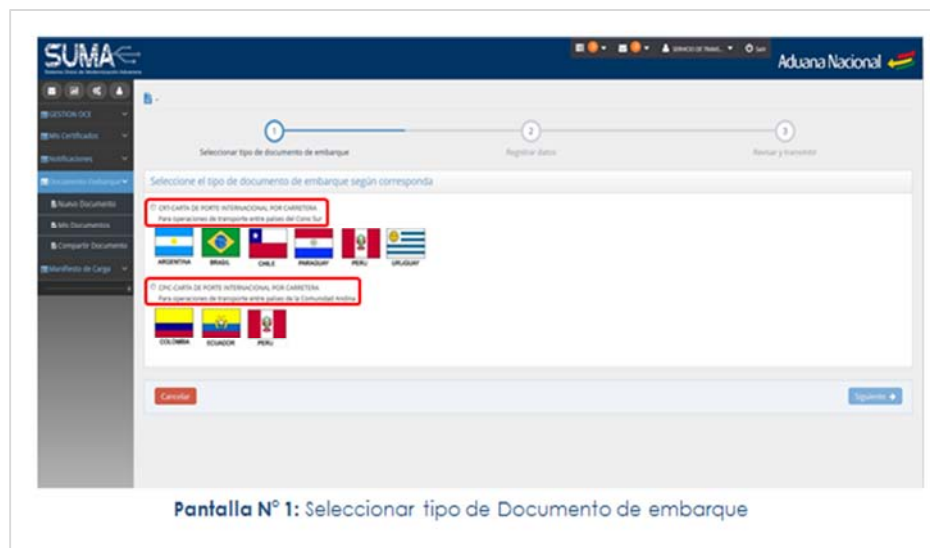 SUMA
Aduana Nacional
GESTION OCE
Mis Certificados
Notificaciones
Documento Embarque
Nuevo Documento
Mis Documentos
Compartir Documento
Manifiesto de Carga
1
2
3
Seleccionar tipo de documento de embarque
Registrar datos
Revisar y transmitir
Seleccione el tipo de documento de embarque según corresponda
CRT-CARTA DE PORTE INTERNACIONAL POR CARRETERA
Para operaciones de transporte entre países del Cono Sur
ARGENTINA BRASIL CHILE PARAGUAY PERU URUGUAY
CPIC-CARTA DE PORTE INTERNACIONAL POR CARRETERA
Para operaciones de transporte entre países de la Comunidad Andina
COLOMBIA ECUADOR PERU
Cancelar
Siguiente
Pantalla N° 1: Seleccionar tipo de Documento de embarque